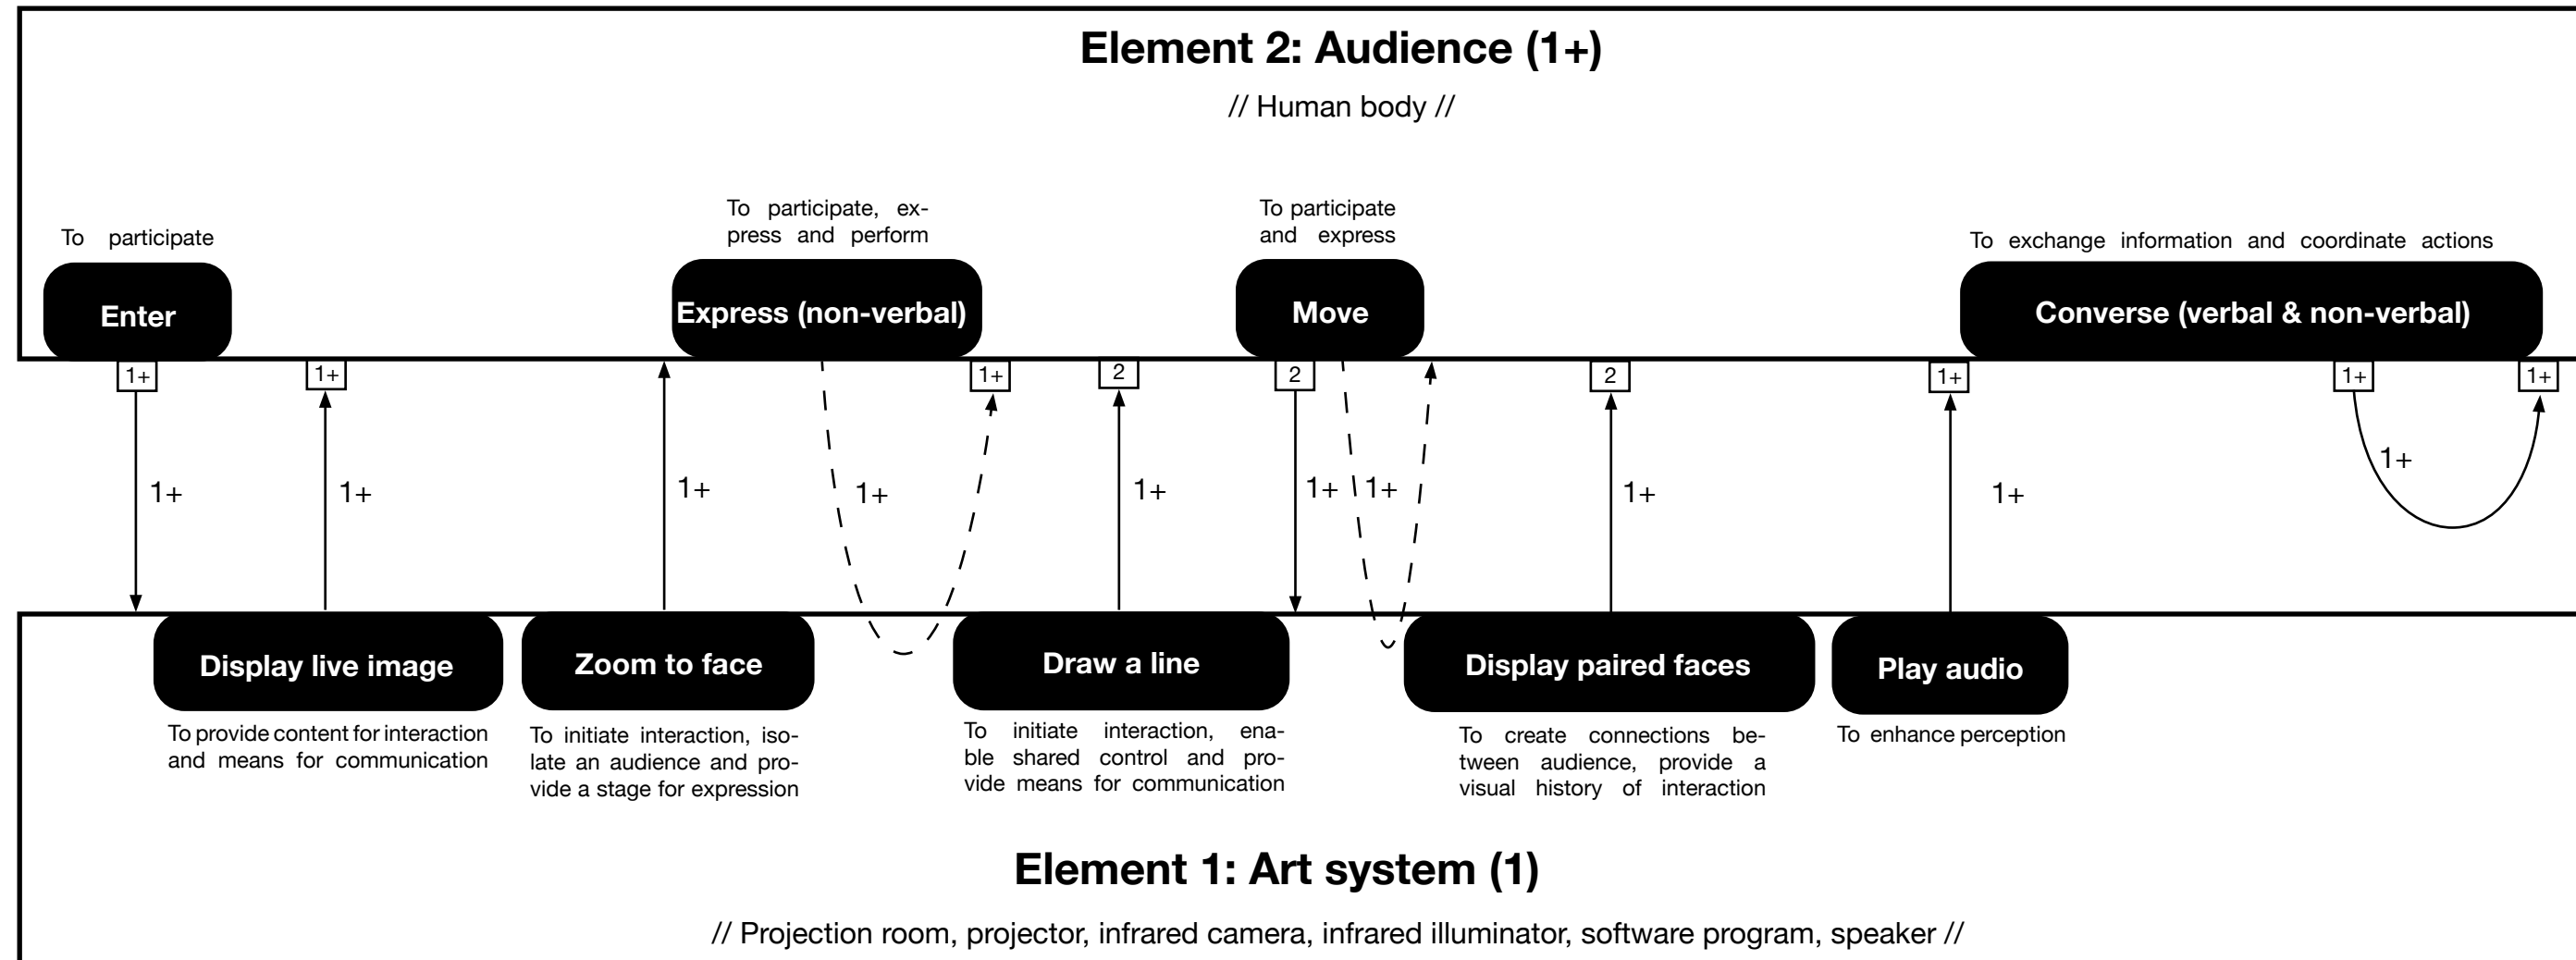 Element 2: Audience (1+)
// Human body //
To participate
To participate, ex-
press and perform
To participate
and express
To exchange information and coordinate actions
Enter
Express (non-verbal)
Move
Converse (verbal & non-verbal)
1+
1+
1+
2
2
2
1+
1+
1+
1+
1+
1+
1+
1+
1+
1+
1+
1+
1+
Display live image
Zoom to face
Draw a line
Display paired faces
Play audio
To provide content for interaction
and means for communication
To initiate interaction, iso-
late an audience and pro-
vide a stage for expression
To initiate interaction, ena-
ble shared control and pro-
vide means for communication
To create connections be-
tween audience, provide a
visual history of interaction
To enhance perception
Element 1: Art system (1)
// Projection room, projector, infrared camera, infrared illuminator, software program, speaker //